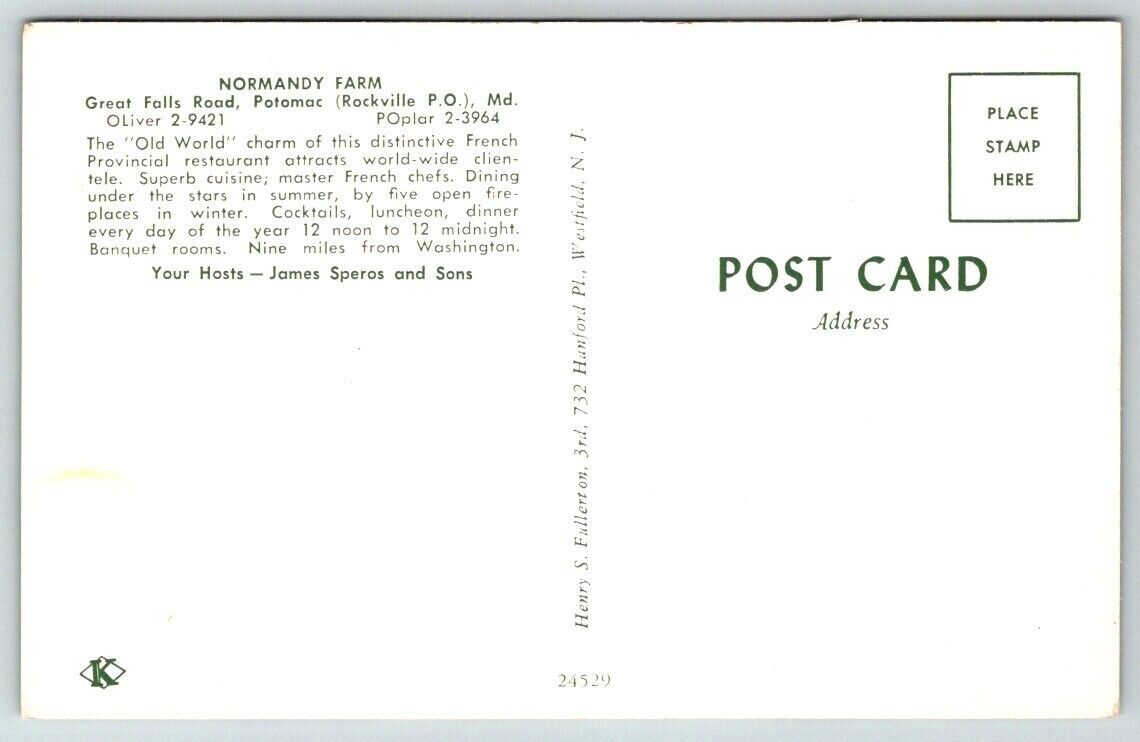 NORMANDY FARM
Great Falls Road, Potomac (Rockville P.O.), Md.
OLiver 2-9421 POplar 2-3964
The "Old World" charm of this distinctive French
Provincial restaurant attracts world-wide clien-
tele. Superb cuisine; master French chefs. Dining
under the stars in summer, by five open fire-
places in winter. Cocktails, luncheon, dinner
every day of the year 12 noon to 12 midnight.
Banquet rooms. Nine miles from Washington.
Your Hosts — James Speros and Sons
K
Henry S. Fullerton, 3rd, 732 Hanford Pl., Westfield, N. J.
24529
PLACE
STAMP
HERE
POST CARD
Address